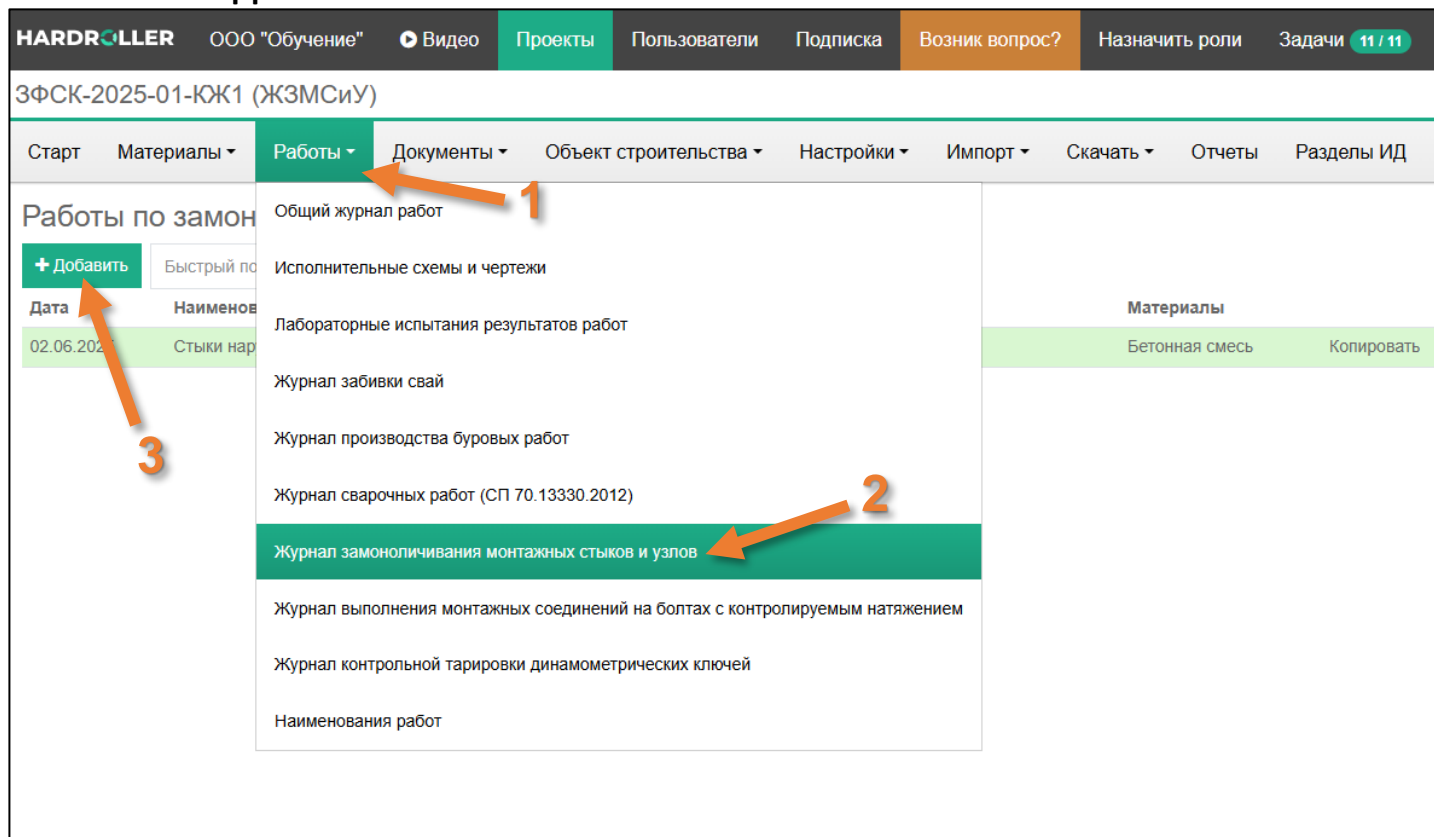 HARDROLLER ООО "Обучение" Видео Проекты Пользователи Подписка Возник вопрос? Назначить роли Задачи 11 / 11
ЗФСК-2025-01-КЖ1 (ЖЗМСиУ)
Старт Материалы Работы Документы Объект строительства Настройки Импорт Скачать Отчеты Разделы ИД
1
Работы по замон
Общий журнал работ
+ Добавить Быстрый по
Исполнительные схемы и чертежи
Дата Наименов Материалы
Лабораторные испытания результатов работ
02.06.202 Стыки нар Бетонная смесь Копировать
Журнал забивки свай
Журнал производства буровых работ
3
Журнал сварочных работ (СП 70.13330.2012)
2
Журнал замоноличивания монтажных стыков и узлов
Журнал выполнения монтажных соединений на болтах с контролируемым натяжением
Журнал контрольной тарировки динамометрических ключей
Наименования работ